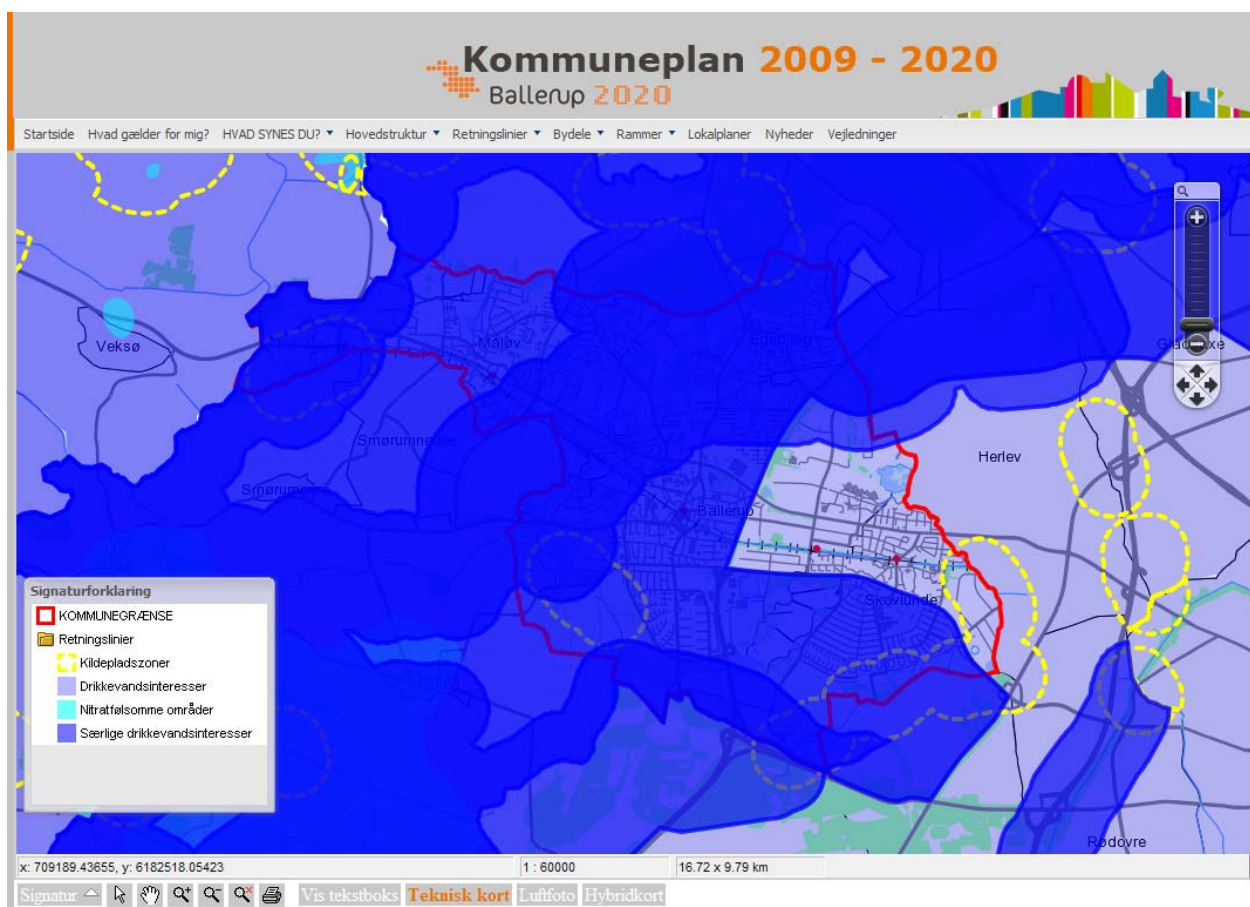 Kommuneplan 2009 - 2020
Ballerup 2020
Startside Hvad gælder for mig? HVAD SYNES DU? Hovedstruktur Retningslinier Bydele Rammer Lokalplaner Nyheder Vejledninger
Veksø
Måløv
Smørumnedre
Smørumovre
Ballerup
Skovlunde
Herlev
Rødovre
Signaturforklaring
KOMMUNEGRÆNSE
Retningslinier
Kildepladszoner
Drikkevandsinteresser
Nitratfølsomme områder
Særlige drikkevandsinteresser
x: 709189.43655, y: 6182518.05423 1 : 60000 16.72 x 9.79 km
Signatur Vis tekstboks Teknisk kort Luftfoto Hybridkort